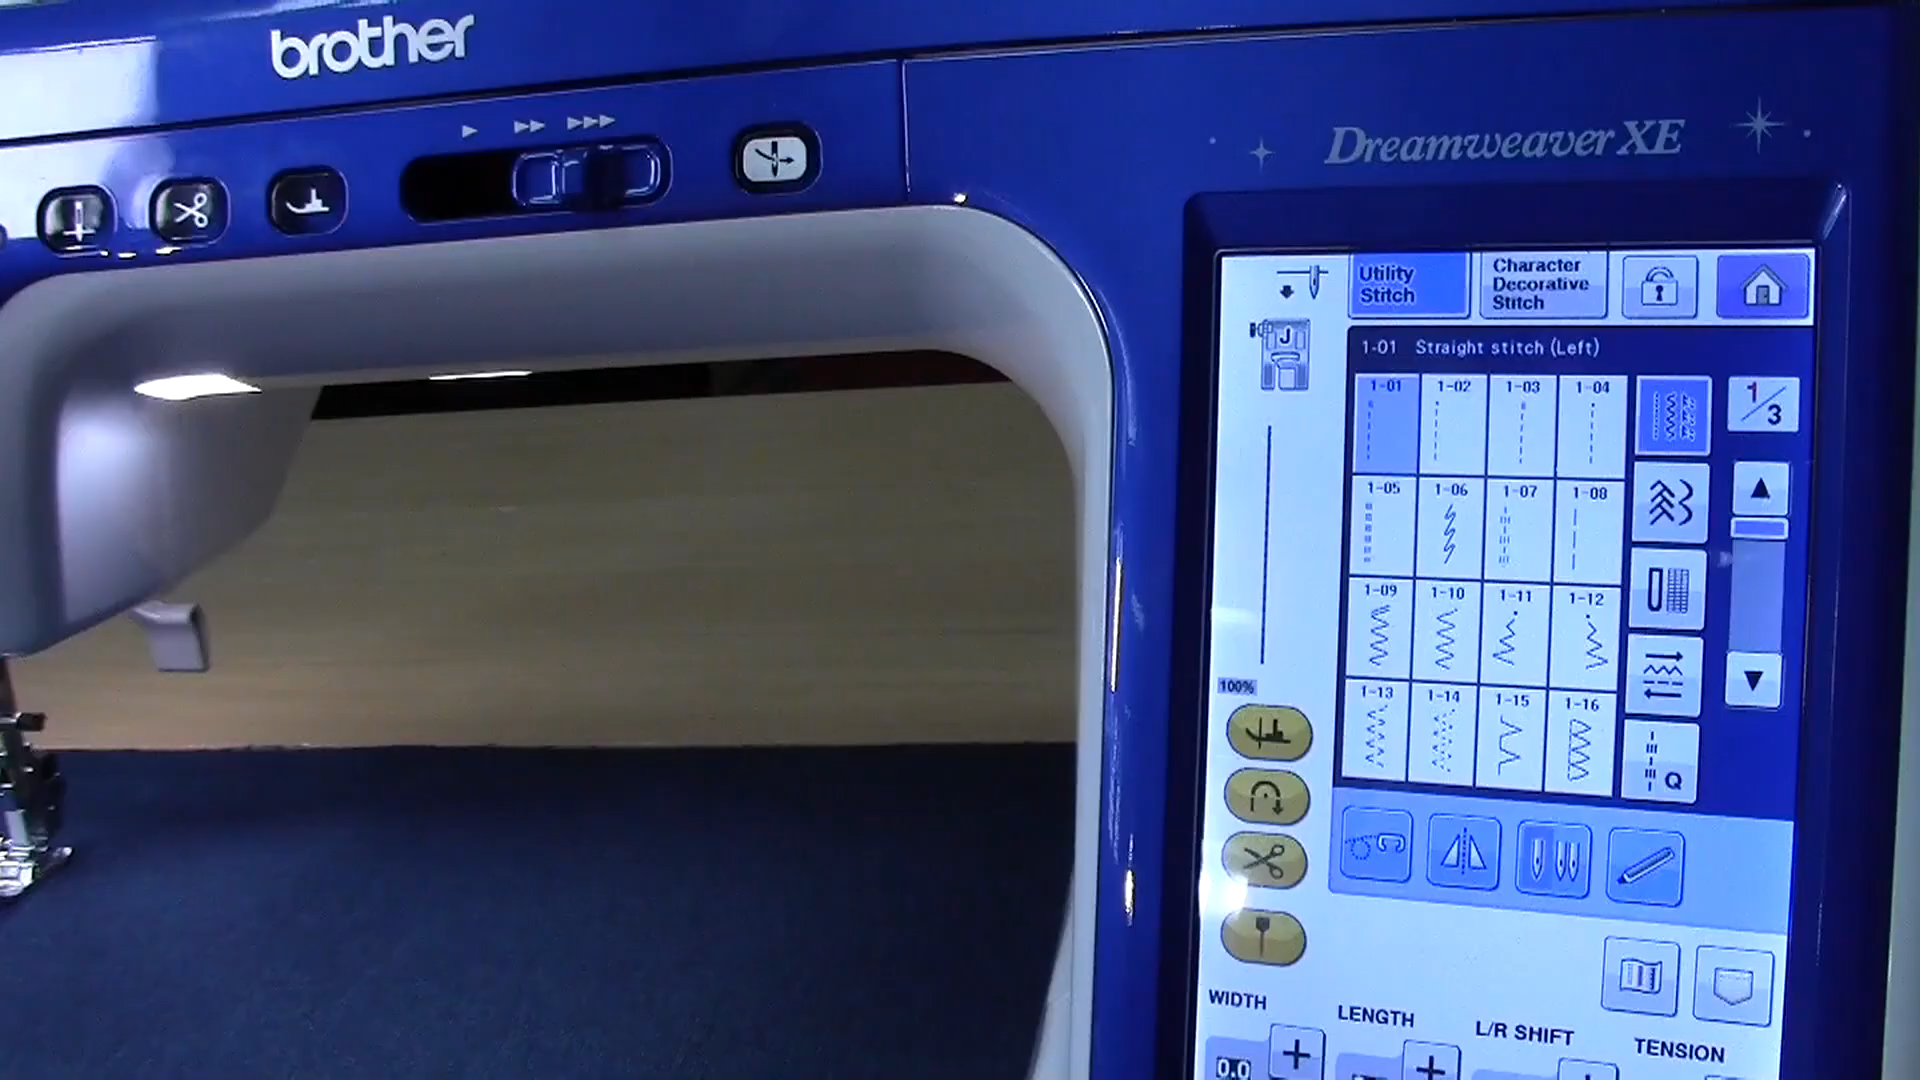 brother
Dreamweaver XE
Utility
Stitch
Character
Decorative
Stitch
J
1-01 Straight stitch (Left)
1-01 1-02 1-03 1-04
1/3
1-05 1-06 1-07 1-08
1-09 1-10 1-11 1-12
1-13 1-14 1-15 1-16
100%
Q
WIDTH
LENGTH
L/R SHIFT
TENSION
0.0